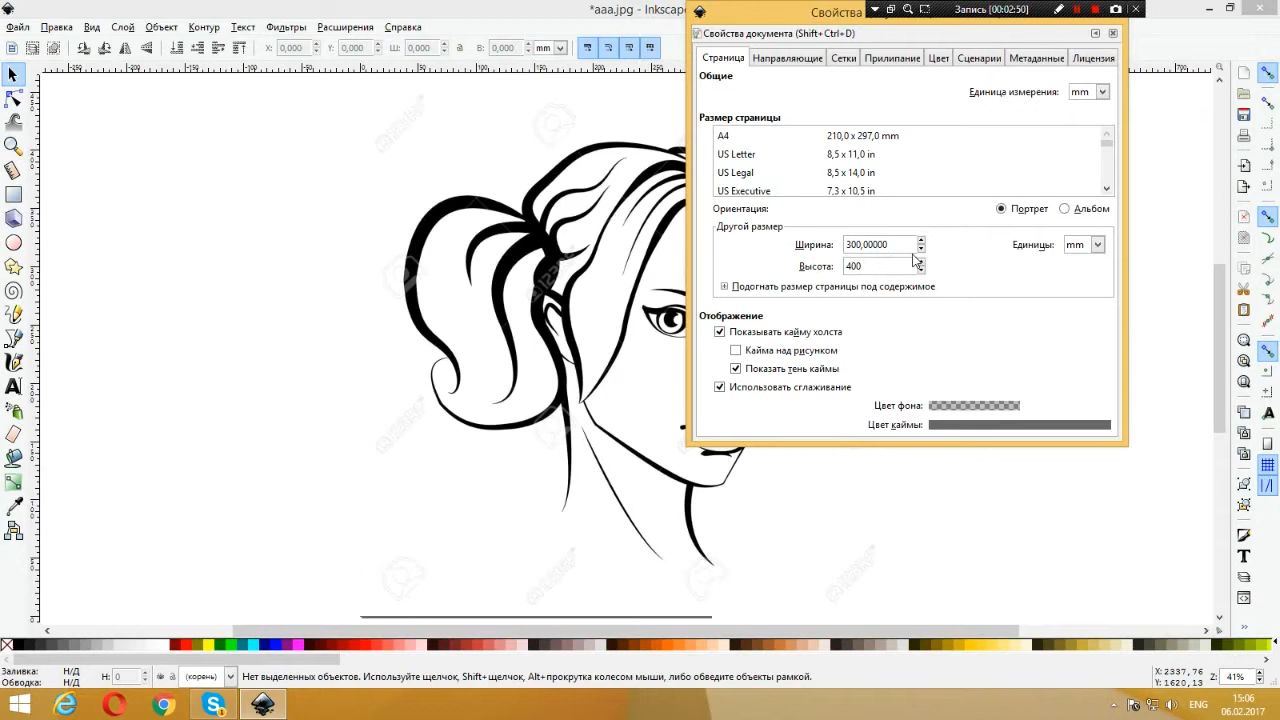 *aaa.jpg - Inkscape
Свойства
Запись [00:02:50]
Файл Правка Вид Слой Объект Контур Текст Фильтры Расширения Справка
X: 0,000 Y: 0,000 Ш: 0,000 В: 0,000 mm
Свойства документа (Shift+Ctrl+D)
Страница Направляющие Сетки Прилипание Цвет Сценарии Метаданные Лицензия
Общие
Единица измерения: mm
Размер страницы
A4 210,0 x 297,0 mm
US Letter 8,5 x 11,0 in
US Legal 8,5 x 14,0 in
US Executive 7,3 x 10,5 in
Ориентация: Портрет Альбом
Другой размер
Ширина: 300,00000 Единицы: mm
Высота: 400
Подогнать размер страницы под содержимое
Отображение
Показывать кайму холста
Кайма над рисунком
Показать тень каймы
Использовать сглаживание
Цвет фона:
Цвет каймы:
Заливка: Н/Д
Обводка: Н/Д
Н: 0
(корень)
Нет выделенных объектов. Используйте щелчок, Shift+щелчок, Alt+прокрутка колесом мыши, либо обведите объекты рамкой.
X:2337,76
Y:1620,13
Z: 41%
ENG
15:06
06.02.2017